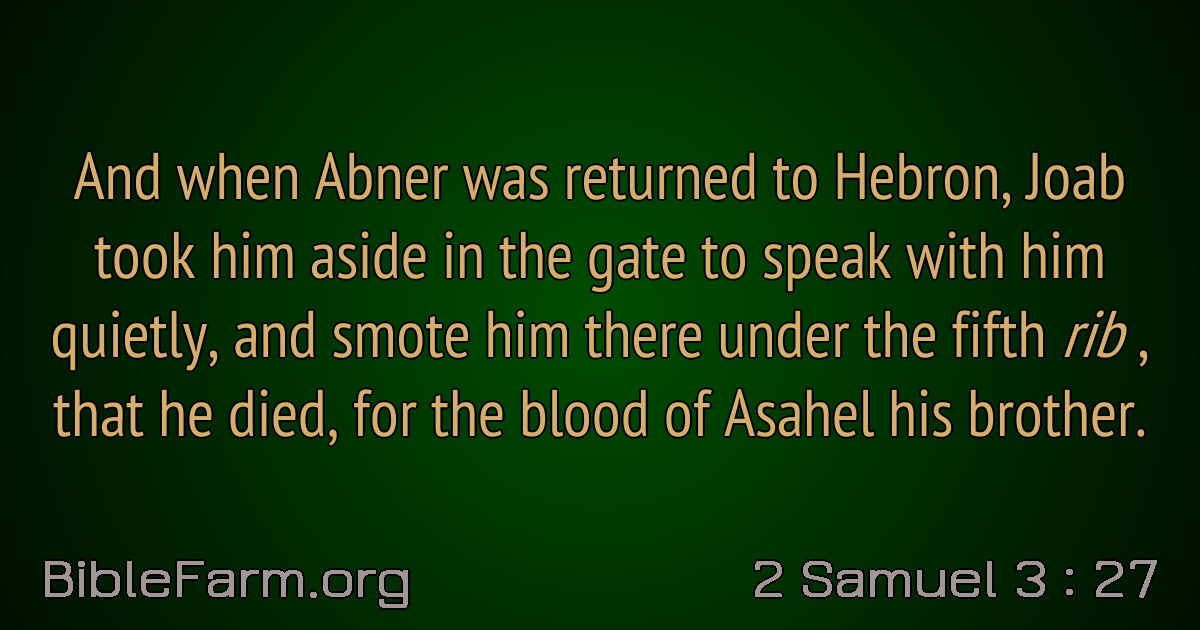 And when Abner was returned to Hebron, Joab
took him aside in the gate to speak with him
quietly, and smote him there under the fifth rib ,
that he died, for the blood of Asahel his brother.
BibleFarm.org
2 Samuel 3 : 27